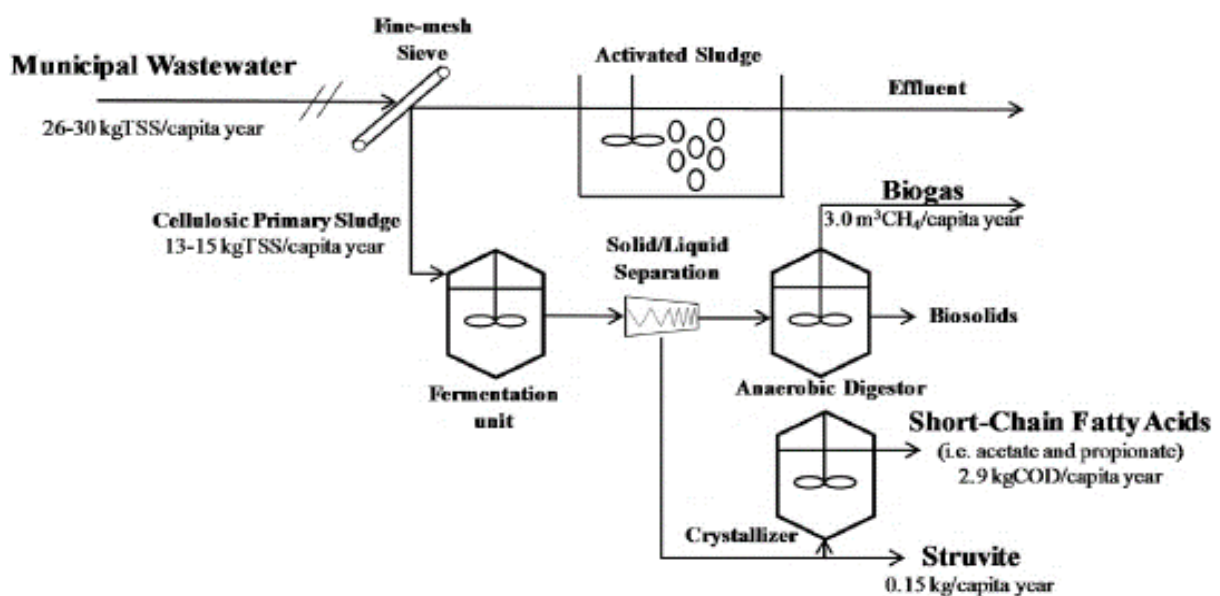 Fine-mesh
Sieve
Municipal Wastewater
26-30 kgTSS/capita year
Activated Sludge
Effluent
Biogas
3.0 m³CH₄/capita year
Cellulosic Primary Sludge
13-15 kgTSS/capita year
Solid/Liquid
Separation
Biosolids
Fermentation
unit
Anaerobic Digestor
Short-Chain Fatty Acids
(i.e. acetate and propionate)
2.9 kgCOD/capita year
Crystallizer
Struvite
0.15 kg/capita year